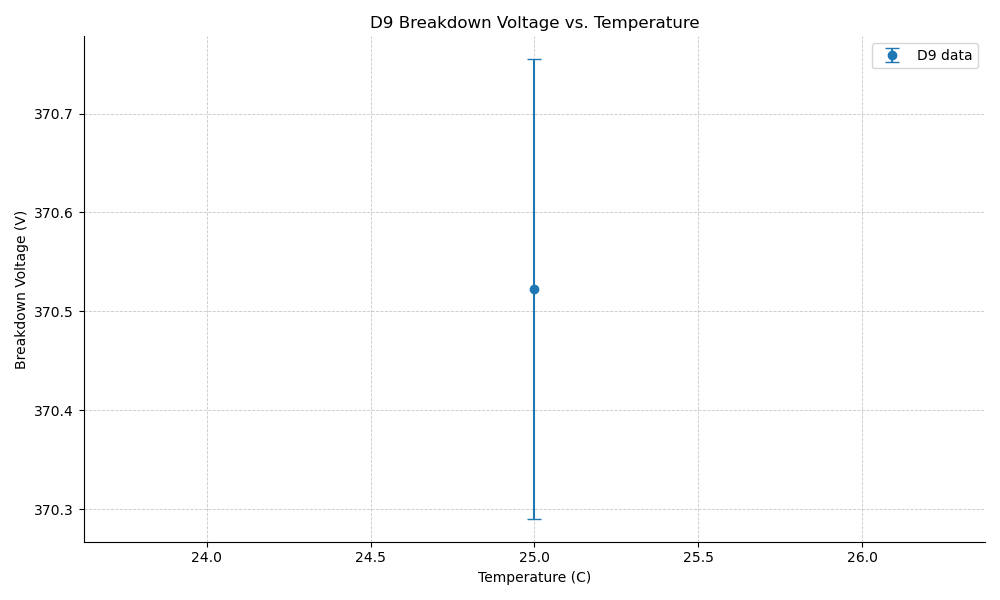 D9 Breakdown Voltage vs. Temperature
D9 data
370.7
370.6
370.5
370.4
370.3
Breakdown Voltage (V)
24.0 24.5 25.0 25.5 26.0
Temperature (C)